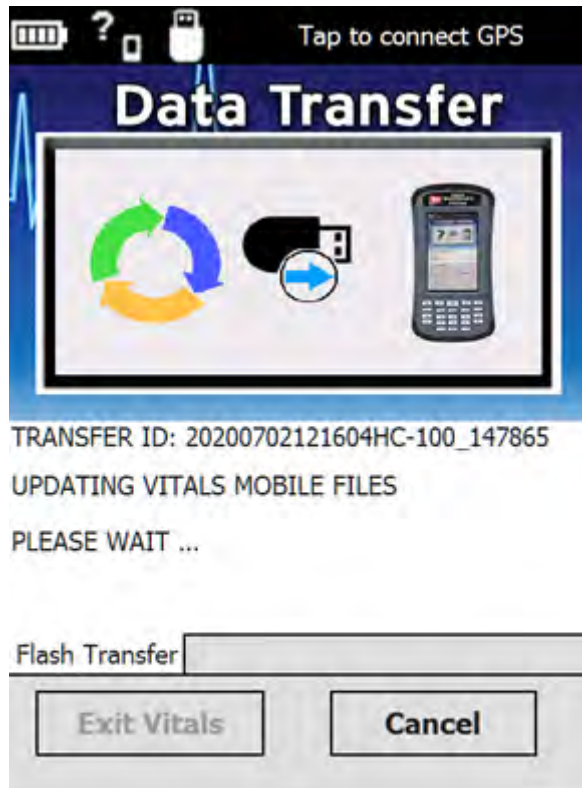 ?
Tap to connect GPS
Data Transfer
TRANSFER ID: 20200702121604HC-100_147865
UPDATING VITALS MOBILE FILES
PLEASE WAIT ...
Flash Transfer
Exit Vitals
Cancel